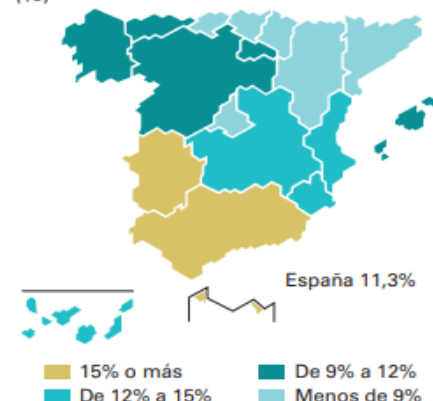 (%)
España 11,3%
15% o más
De 9% a 12%
De 12% a 15%
Menos de 9%